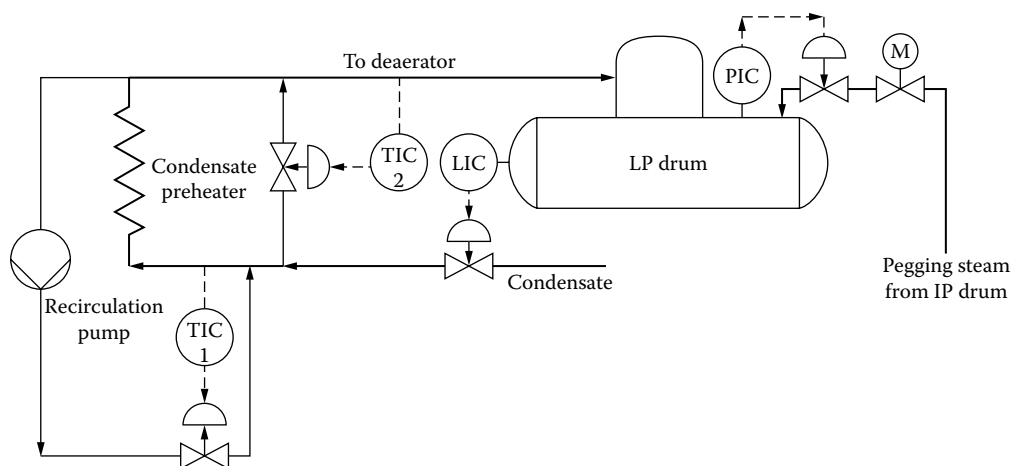 To deaerator
PIC
M
Condensate
preheater
TIC
2
LIC
LP drum
Condensate
Pegging steam
from IP drum
Recirculation
pump
TIC
1